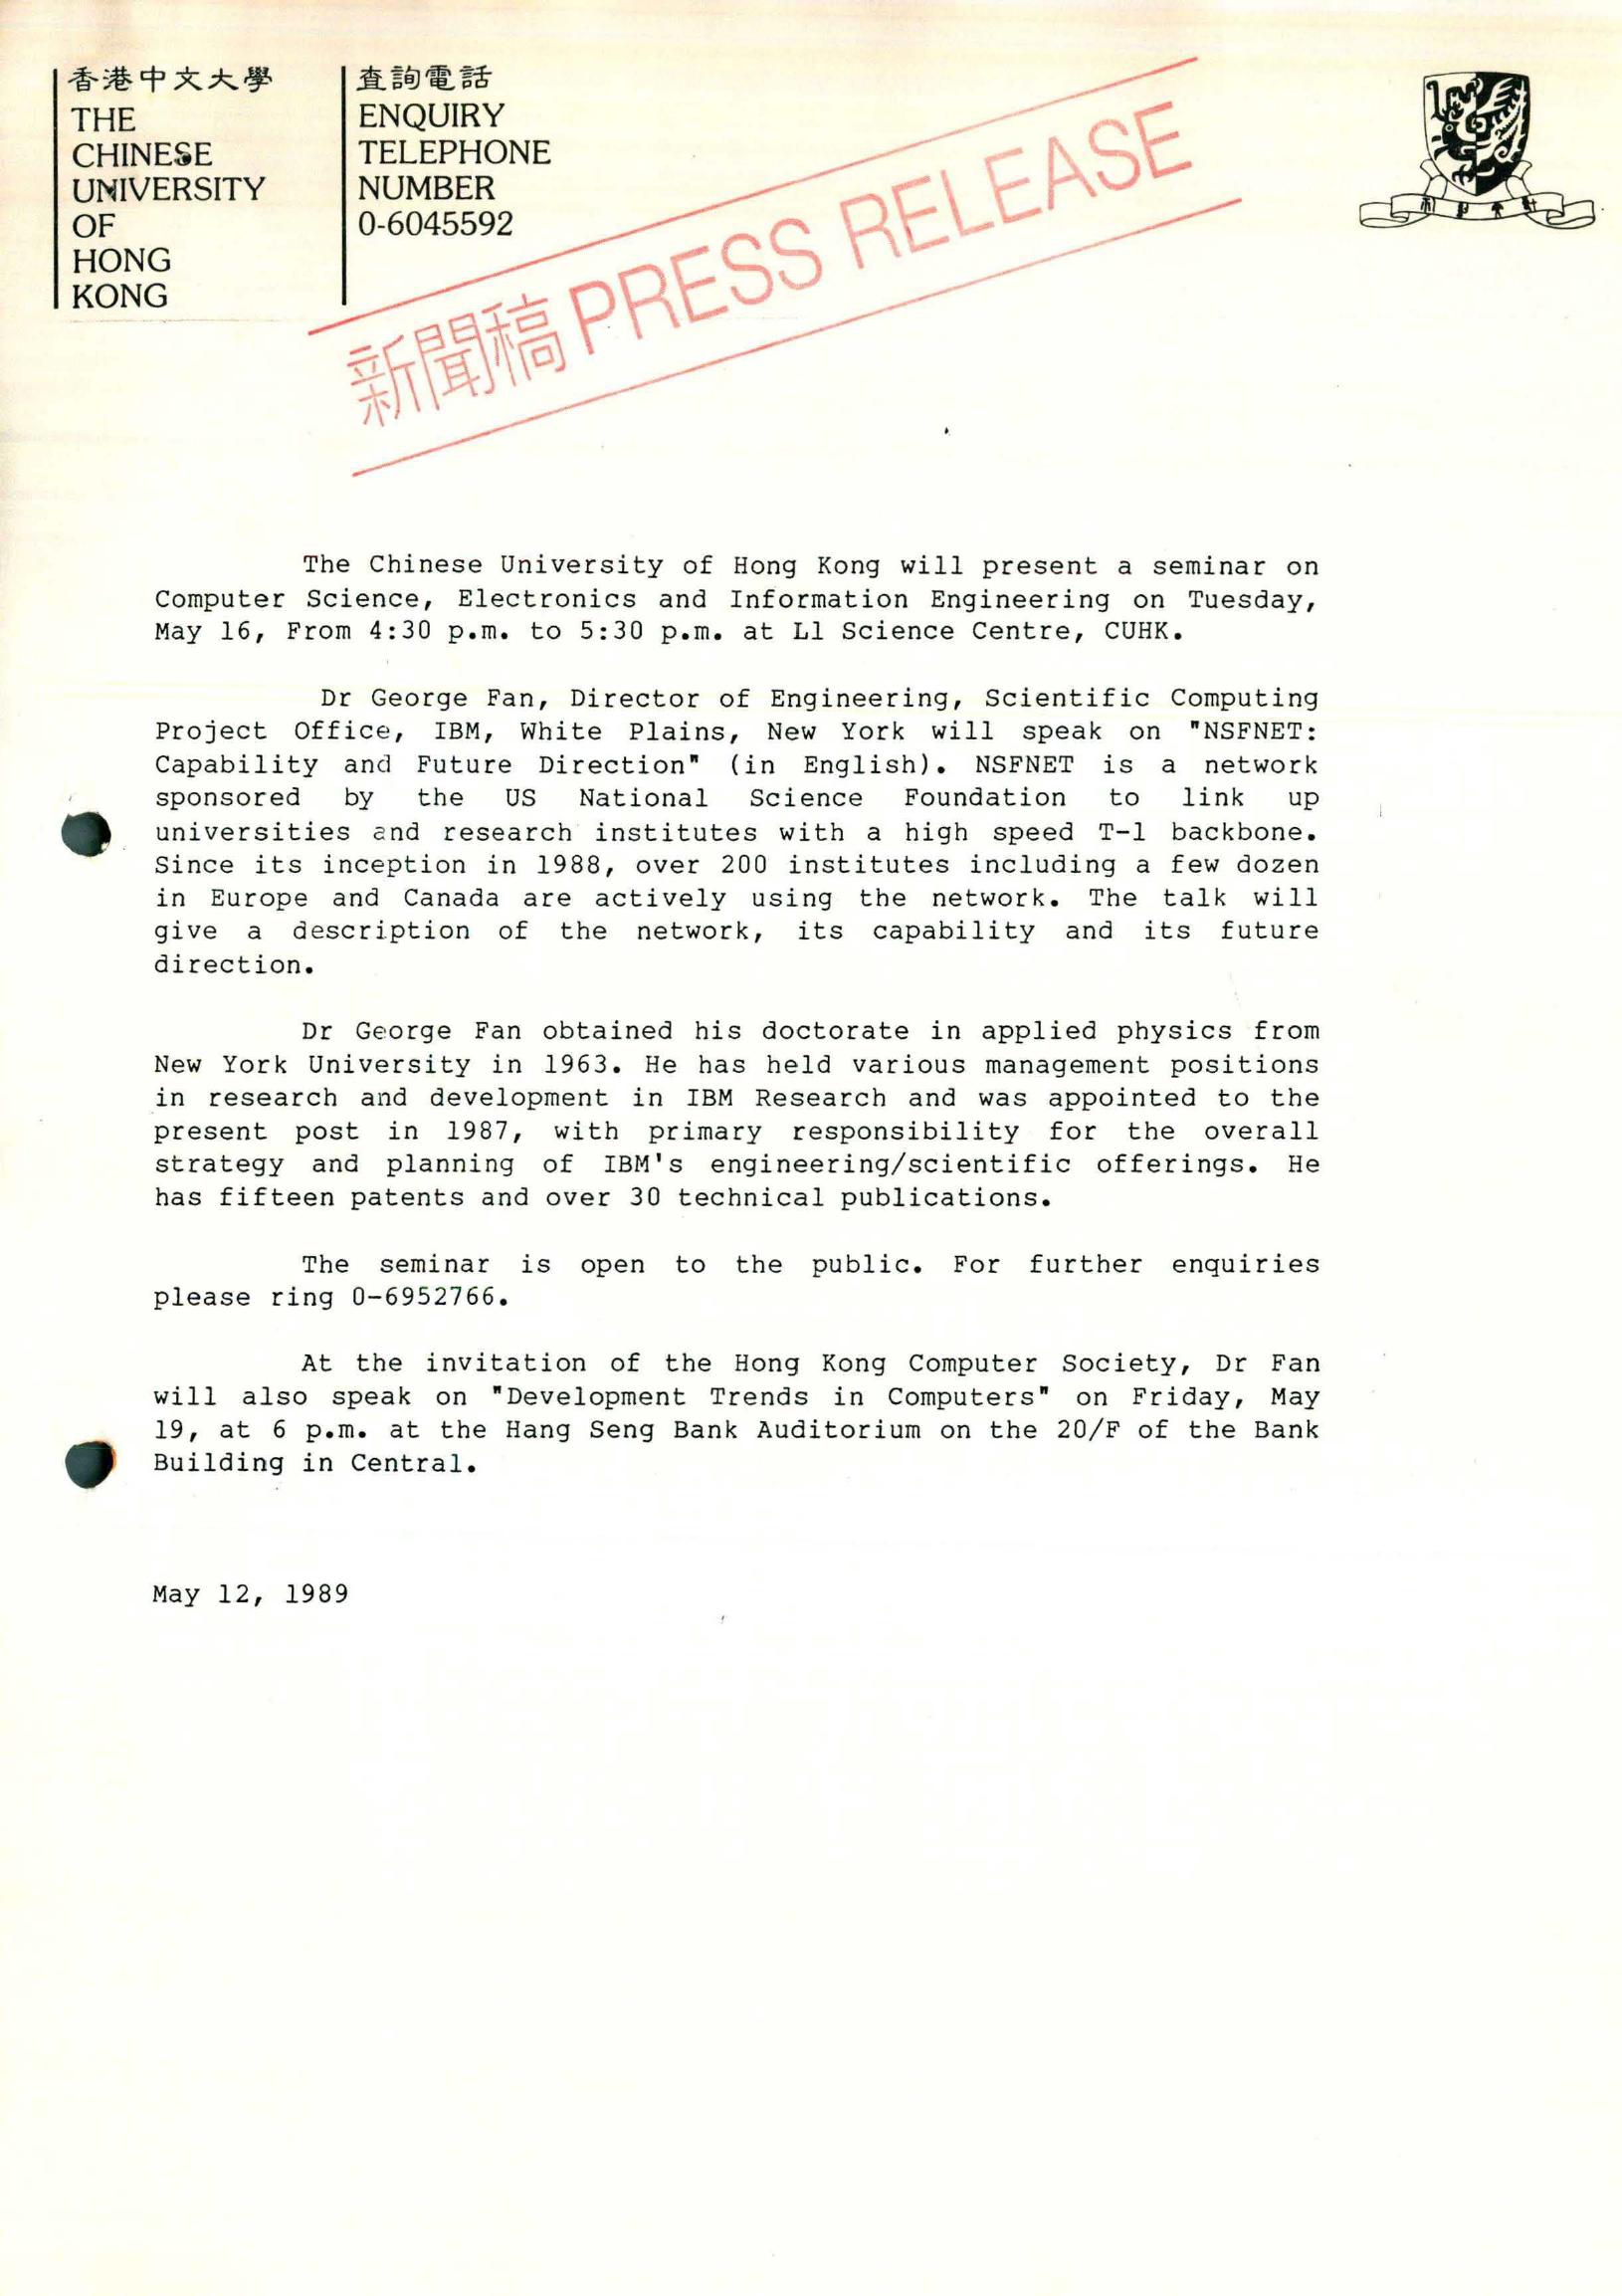 香港中文大學
THE
CHINESE
UNIVERSITY
OF
HONG
KONG
查詢電話
ENQUIRY
TELEPHONE
NUMBER
0-6045592
新聞稿 PRESS RELEASE
The Chinese University of Hong Kong will present a seminar on
Computer Science, Electronics and Information Engineering on Tuesday,
May 16, From 4:30 p.m. to 5:30 p.m. at L1 Science Centre, CUHK.
Dr George Fan, Director of Engineering, Scientific Computing
Project Office, IBM, White Plains, New York will speak on "NSFNET:
Capability and Future Direction" (in English). NSFNET is a network
sponsored by the US National Science Foundation to link up
universities and research institutes with a high speed T-1 backbone.
Since its inception in 1988, over 200 institutes including a few dozen
in Europe and Canada are actively using the network. The talk will
give a description of the network, its capability and its future
direction.
Dr George Fan obtained his doctorate in applied physics from
New York University in 1963. He has held various management positions
in research and development in IBM Research and was appointed to the
present post in 1987, with primary responsibility for the overall
strategy and planning of IBM's engineering/scientific offerings. He
has fifteen patents and over 30 technical publications.
The seminar is open to the public. For further enquiries
please ring 0-6952766.
At the invitation of the Hong Kong Computer Society, Dr Fan
will also speak on "Development Trends in Computers" on Friday, May
19, at 6 p.m. at the Hang Seng Bank Auditorium on the 20/F of the Bank
Building in Central.
May 12, 1989